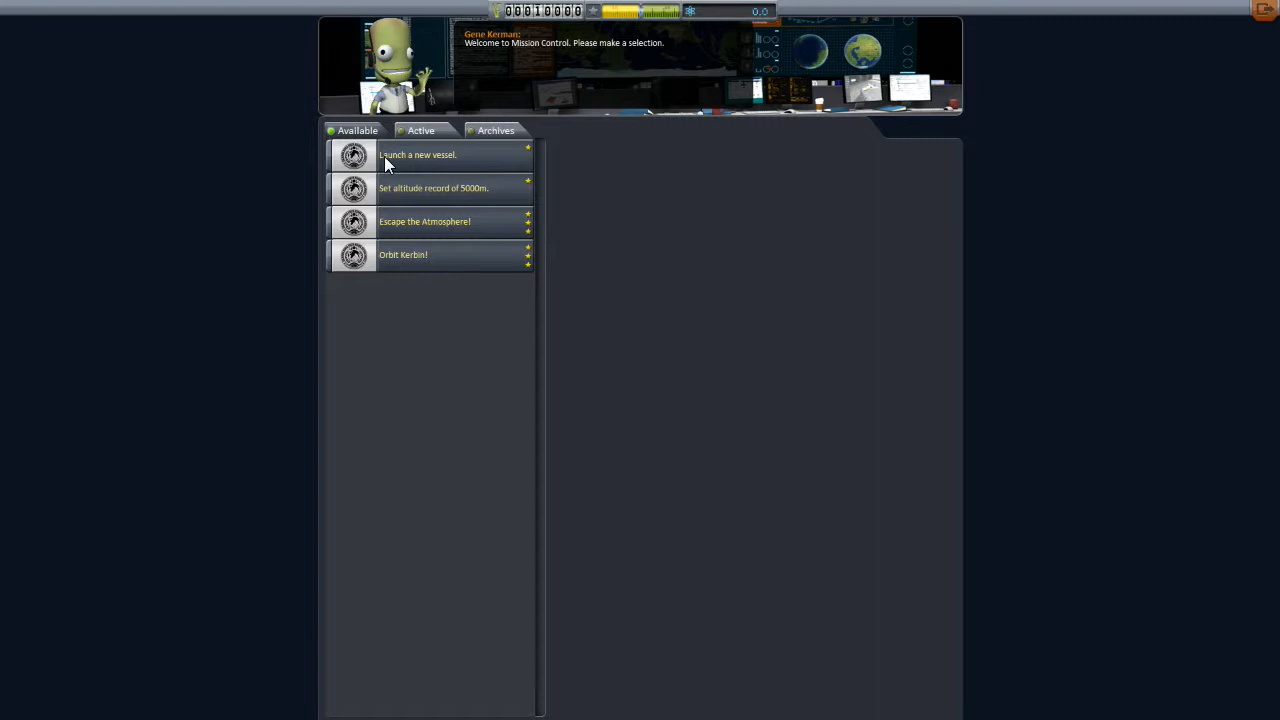 00010000
0.0
Gene Kerman:
Welcome to Mission Control. Please make a selection.
Available
Active
Archives
Launch a new vessel.
Set altitude record of 5000m.
Escape the Atmosphere!
Orbit Kerbin!